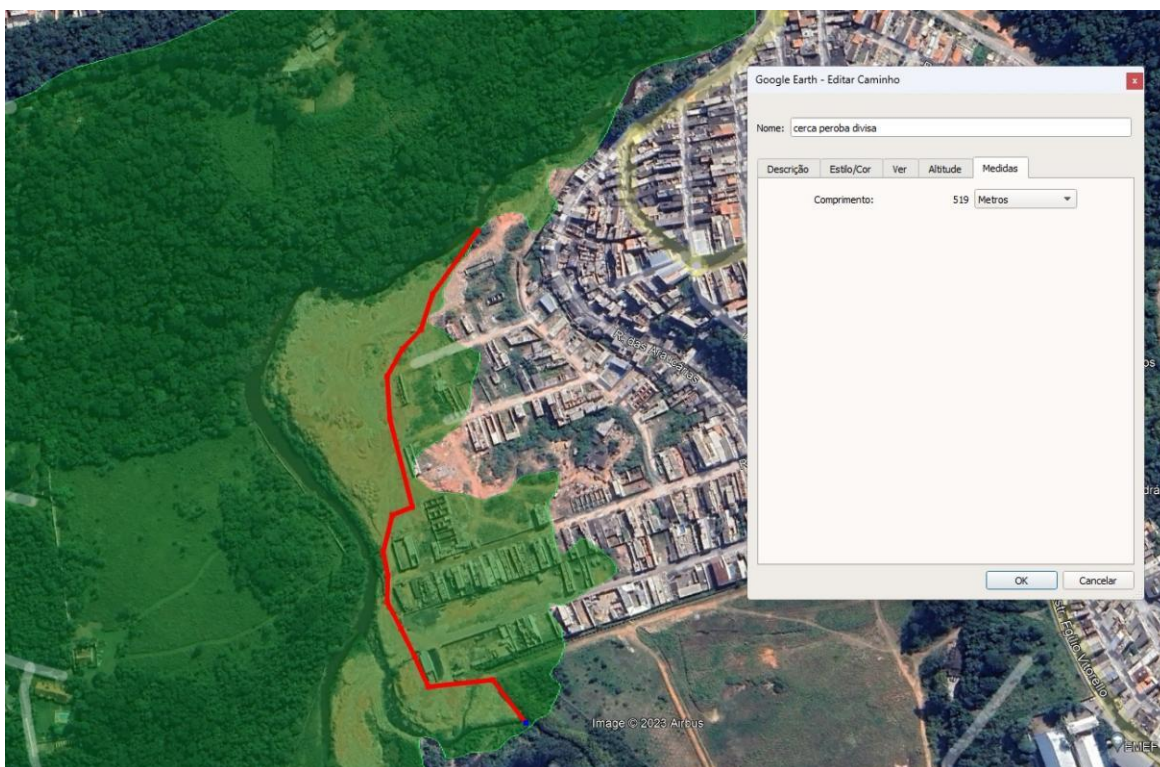 Google Earth - Editar Caminho
x
Nome: cerca peroba divisa
Descrição Estilo/Cor Ver Altitude Medidas
Comprimento: 519 Metros
OK Cancelar
R. das Araucárias
Image © 2023 Airbus